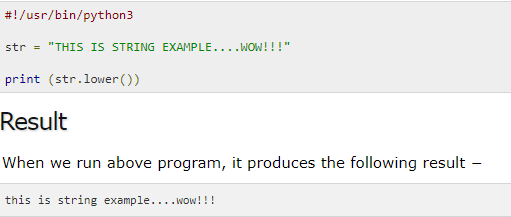 #!/usr/bin/python3
str = "THIS IS STRING EXAMPLE....WOW!!!"
print (str.lower())
Result
When we run above program, it produces the following result −
this is string example....wow!!!